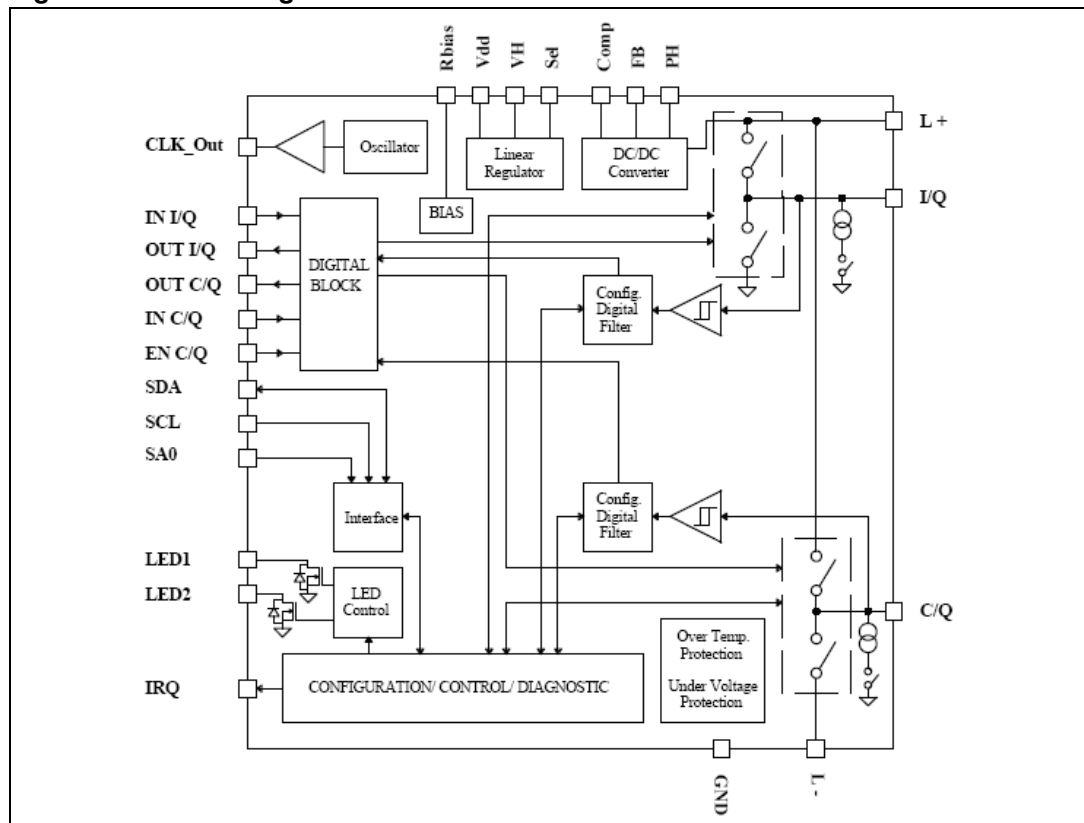 Rbias
Vdd
VH
Sel
Comp
FB
PH
L +
CLK_Out
Oscillator
Linear
Regulator
DC/DC
Converter
I/Q
BIAS
IN I/Q
OUT I/Q
OUT C/Q
IN C/Q
EN C/Q
DIGITAL
BLOCK
Config.
Digital
Filter
SDA
SCL
SA0
Interface
Config.
Digital
Filter
LED1
LED2
LED
Control
C/Q
Over Temp.
Protection
Under Voltage
Protection
IRQ
CONFIGURATION/ CONTROL/ DIAGNOSTIC
GND
L -